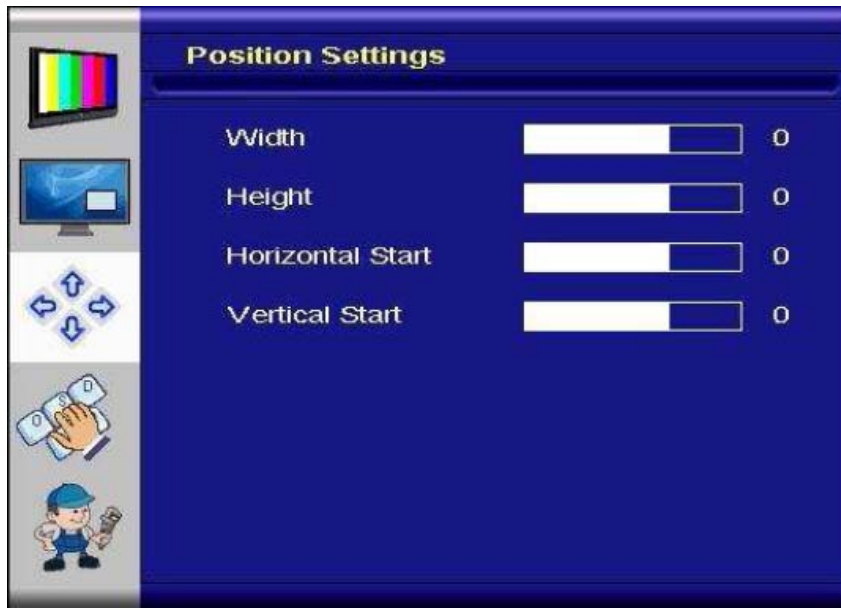 Position Settings
Width 0
Height 0
Horizontal Start 0
Vertical Start 0
O S D